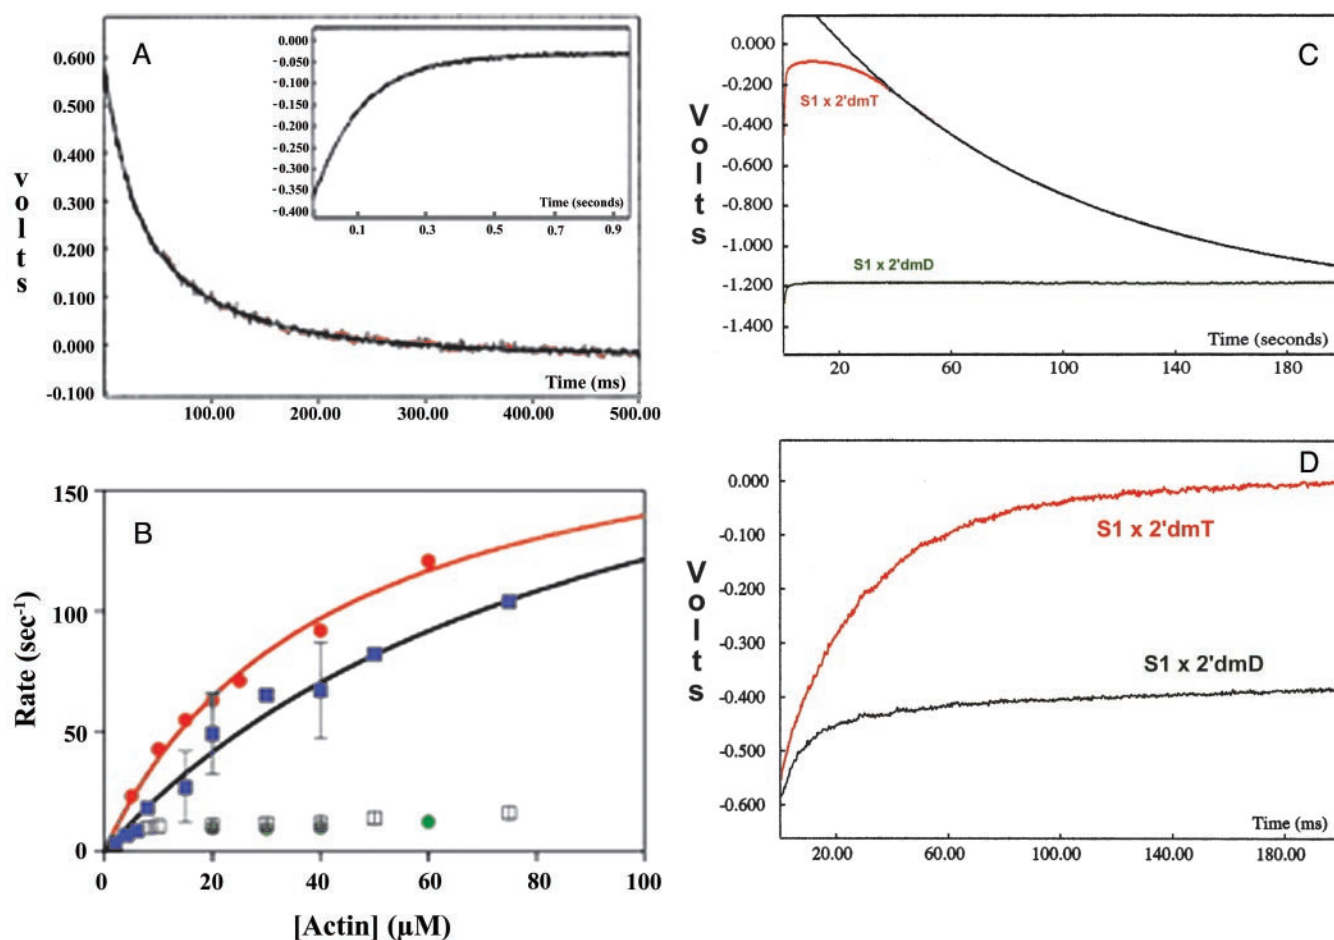 A
volts
0.600
0.500
0.400
0.300
0.200
0.100
0.000
-0.100
100.00 200.00 300.00 400.00 500.00
Time (ms)
0.000
-0.050
-0.100
-0.150
-0.200
-0.250
-0.300
-0.350
-0.400
Time (seconds)
0.1 0.3 0.5 0.7 0.9
B
Rate (sec-1)
150
100
50
0
0 20 40 60 80 100
[Actin] (µM)
C
Volts
0.000
-0.200
-0.400
-0.600
-0.800
-1.000
-1.200
-1.400
S1 x 2'dmT
S1 x 2'dmD
Time (seconds)
20 60 100 140 180
D
Volts
0.000
-0.100
-0.200
-0.300
-0.400
-0.500
-0.600
S1 x 2'dmT
S1 x 2'dmD
Time (ms)
20.00 60.00 100.00 140.00 180.00